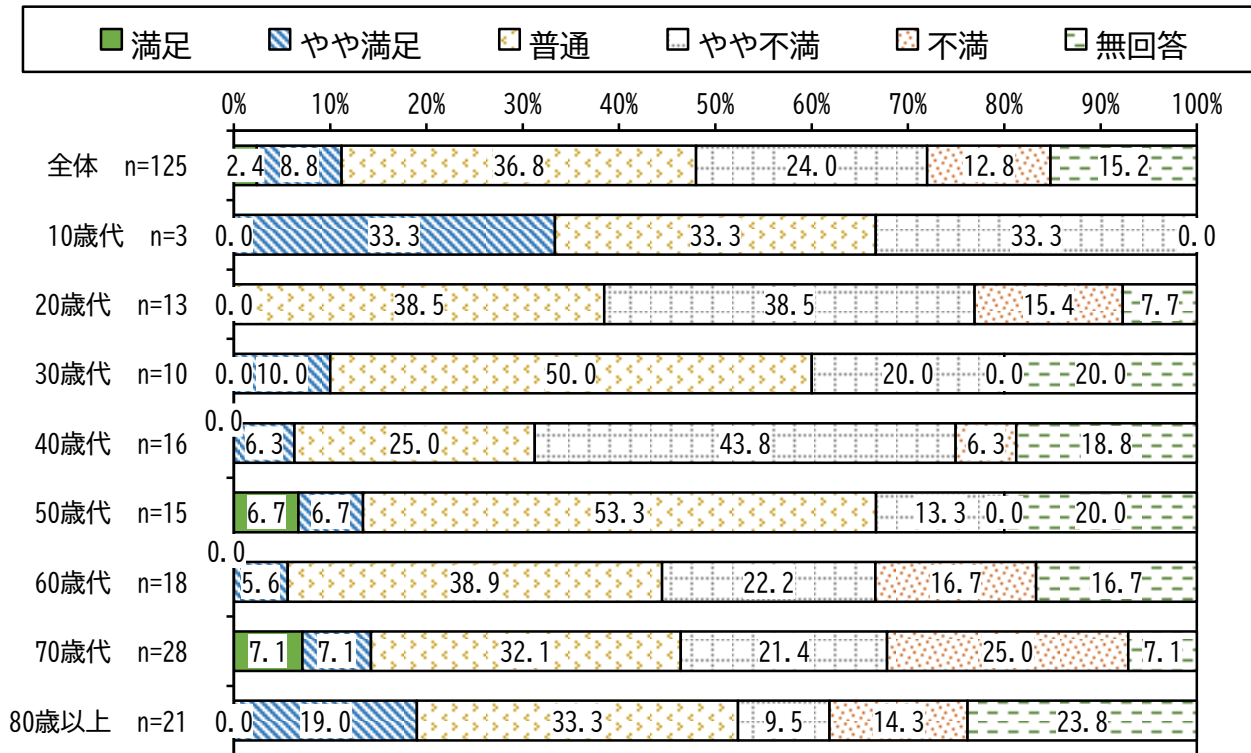 満足 やや満足 普通 やや不満 不満 無回答
0% 10% 20% 30% 40% 50% 60% 70% 80% 90% 100%
全体 n=125 2.4 8.8 36.8 24.0 12.8 15.2
10歳代 n=3 0.0 33.3 33.3 33.3 0.0
20歳代 n=13 0.0 38.5 38.5 15.4 7.7
30歳代 n=10 0.0 10.0 50.0 20.0 0.0 20.0
40歳代 n=16 0.0 6.3 25.0 43.8 6.3 18.8
50歳代 n=15 6.7 6.7 53.3 13.3 0.0 20.0
60歳代 n=18 0.0 5.6 38.9 22.2 16.7 16.7
70歳代 n=28 7.1 7.1 32.1 21.4 25.0 7.1
80歳以上 n=21 0.0 19.0 33.3 9.5 14.3 23.8